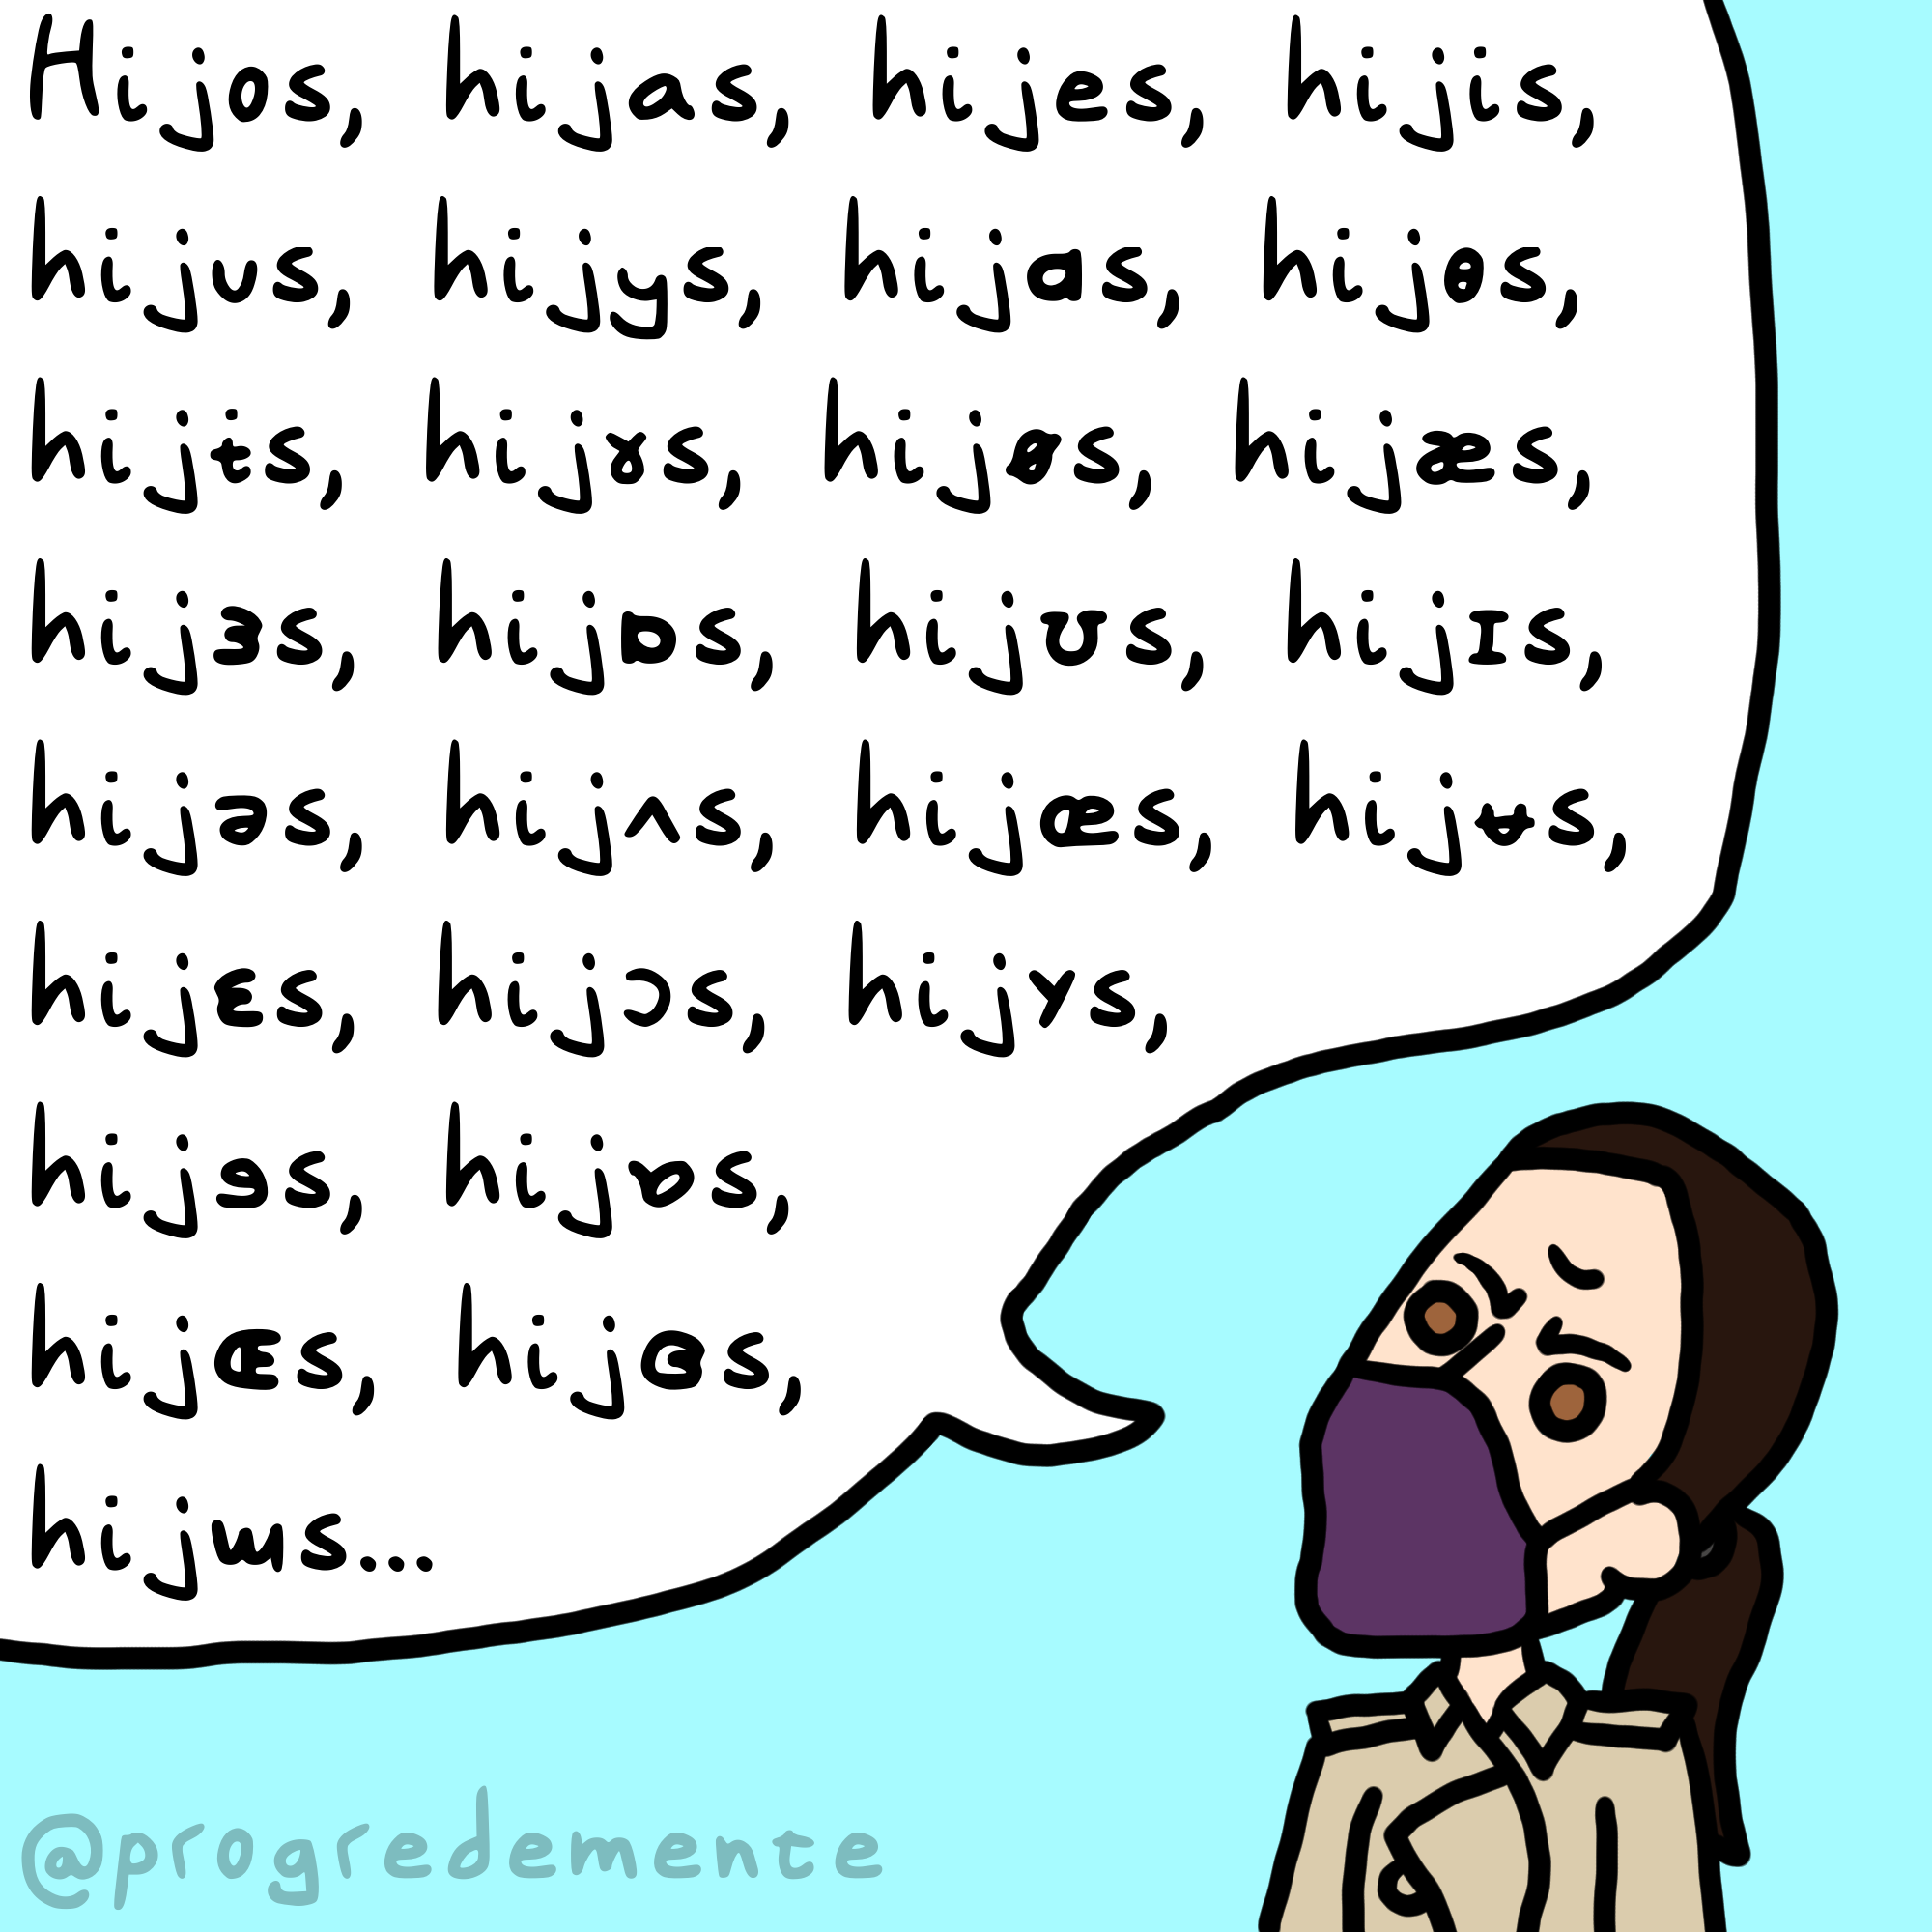 Hijos, hijas, hijes, hijis,
hijus, hijys, hijɑs, hijɵs,
hijɨs, hijɤs, hijøs, hijæs,
hijɜs, hijɒs, hijʊs, hijɪs,
hijəs, hijʌs, hijœs, hijʉs,
hijɛs, hijɔs, hijʏs,
hijɘs, hijɐs,
hijɶs, hijɞs,
hijɯs...
@progredemente